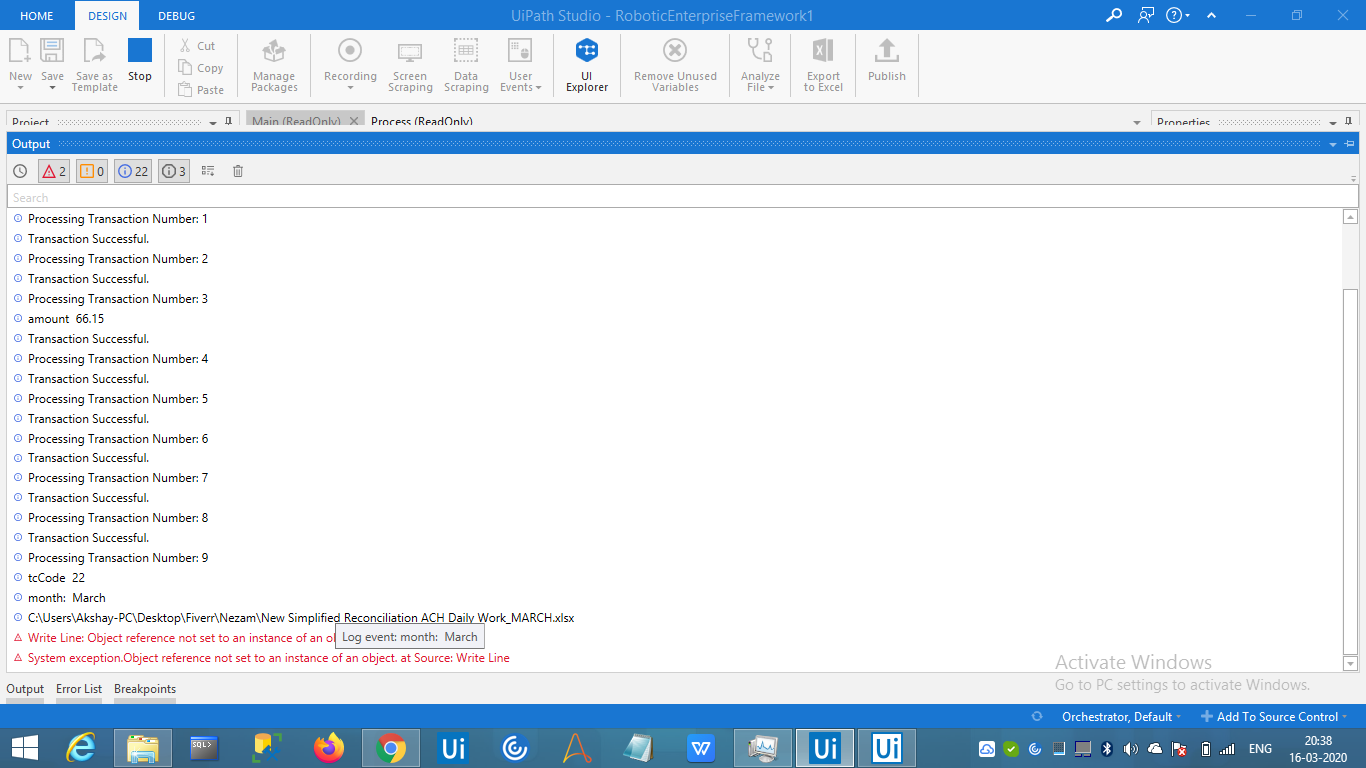 HOME DESIGN DEBUG UiPath Studio - RoboticEnterpriseFramework1
New Save Save as Template Stop Cut Copy Paste Manage Packages Recording Screen Scraping Data Scraping User Events UI Explorer Remove Unused Variables Analyze File Export to Excel Publish
Project Main (ReadOnly) Process (ReadOnly) Properties
Output
2 0 22 3
Search
Processing Transaction Number: 1
Transaction Successful.
Processing Transaction Number: 2
Transaction Successful.
Processing Transaction Number: 3
amount 66.15
Transaction Successful.
Processing Transaction Number: 4
Transaction Successful.
Processing Transaction Number: 5
Transaction Successful.
Processing Transaction Number: 6
Transaction Successful.
Processing Transaction Number: 7
Transaction Successful.
Processing Transaction Number: 8
Transaction Successful.
Processing Transaction Number: 9
tcCode 22
month: March
C:\Users\Akshay-PC\Desktop\Fiverr\Nezam\New Simplified Reconciliation ACH Daily Work_MARCH.xlsx
Write Line: Object reference not set to an instance of an ob
Log event: month: March
System exception.Object reference not set to an instance of an object. at Source: Write Line
Activate Windows
Go to PC settings to activate Windows.
Output Error List Breakpoints
Orchestrator, Default Add To Source Control
SQL> Ui W Ui Ui ENG 20:38
16-03-2020